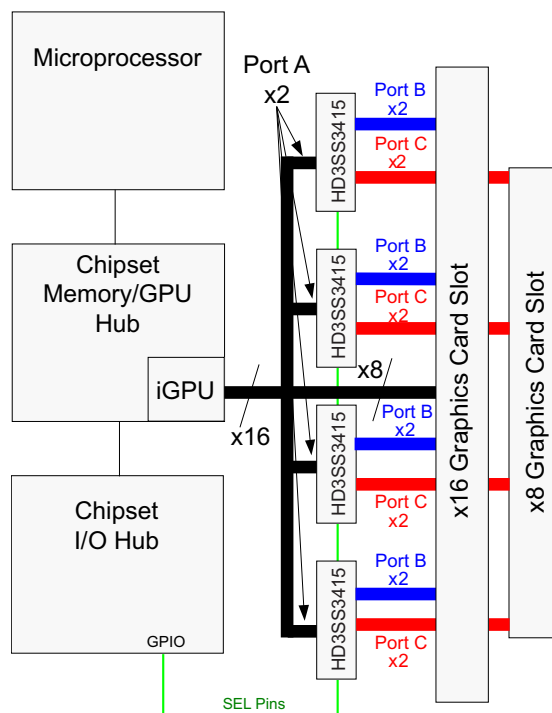 Microprocessor
Chipset
Memory/GPU
Hub
iGPU
Chipset
I/O Hub
GPIO
SEL Pins
x16
x8
Port A
x2
HD3SS3415
Port B
x2
Port C
x2
HD3SS3415
Port B
x2
Port C
x2
HD3SS3415
Port B
x2
Port C
x2
HD3SS3415
Port B
x2
Port C
x2
x16 Graphics Card Slot
x8 Graphics Card Slot